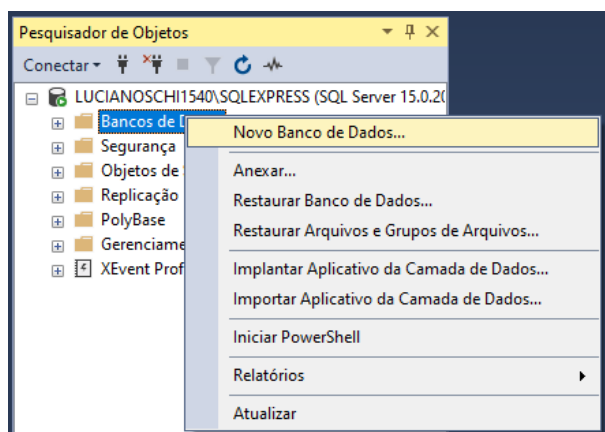 Pesquisador de Objetos
Conectar
LUCIANOSCHI1540\SQLEXPRESS (SQL Server 15.0.20
Bancos de D
Novo Banco de Dados...
Segurança
Anexar...
Objetos de
Restaurar Banco de Dados...
Replicação
Restaurar Arquivos e Grupos de Arquivos...
PolyBase
Gerenciame
Implantar Aplicativo da Camada de Dados...
XEvent Prof
Importar Aplicativo da Camada de Dados...
Iniciar PowerShell
Relatórios
Atualizar